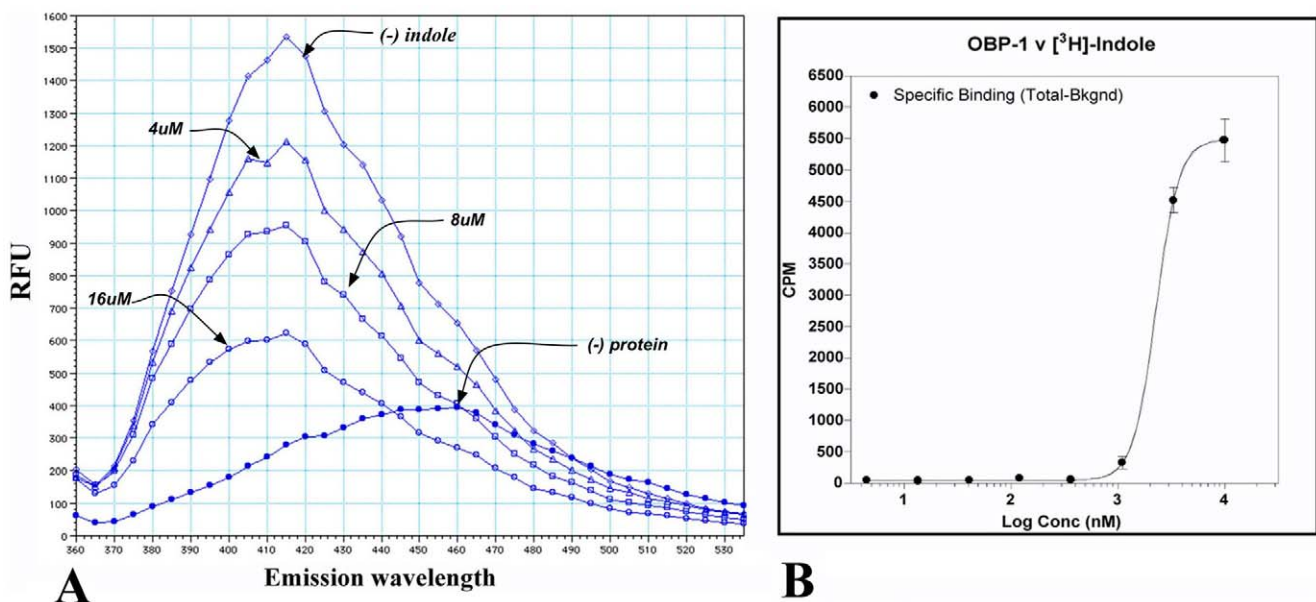 1600
1500
1400
1300
1200
1100
1000
900
800
700
600
500
400
300
200
100
0
RFU
(-) indole
4uM
8uM
16uM
(-) protein
360 370 380 390 400 410 420 430 440 450 460 470 480 490 500 510 520 530
Emission wavelength
A
OBP-1 v [³H]-Indole
6500
6000
5500
5000
4500
4000
3500
3000
2500
2000
1500
1000
500
0
CPM
Specific Binding (Total-Bkgnd)
1 2 3 4
Log Conc (nM)
B